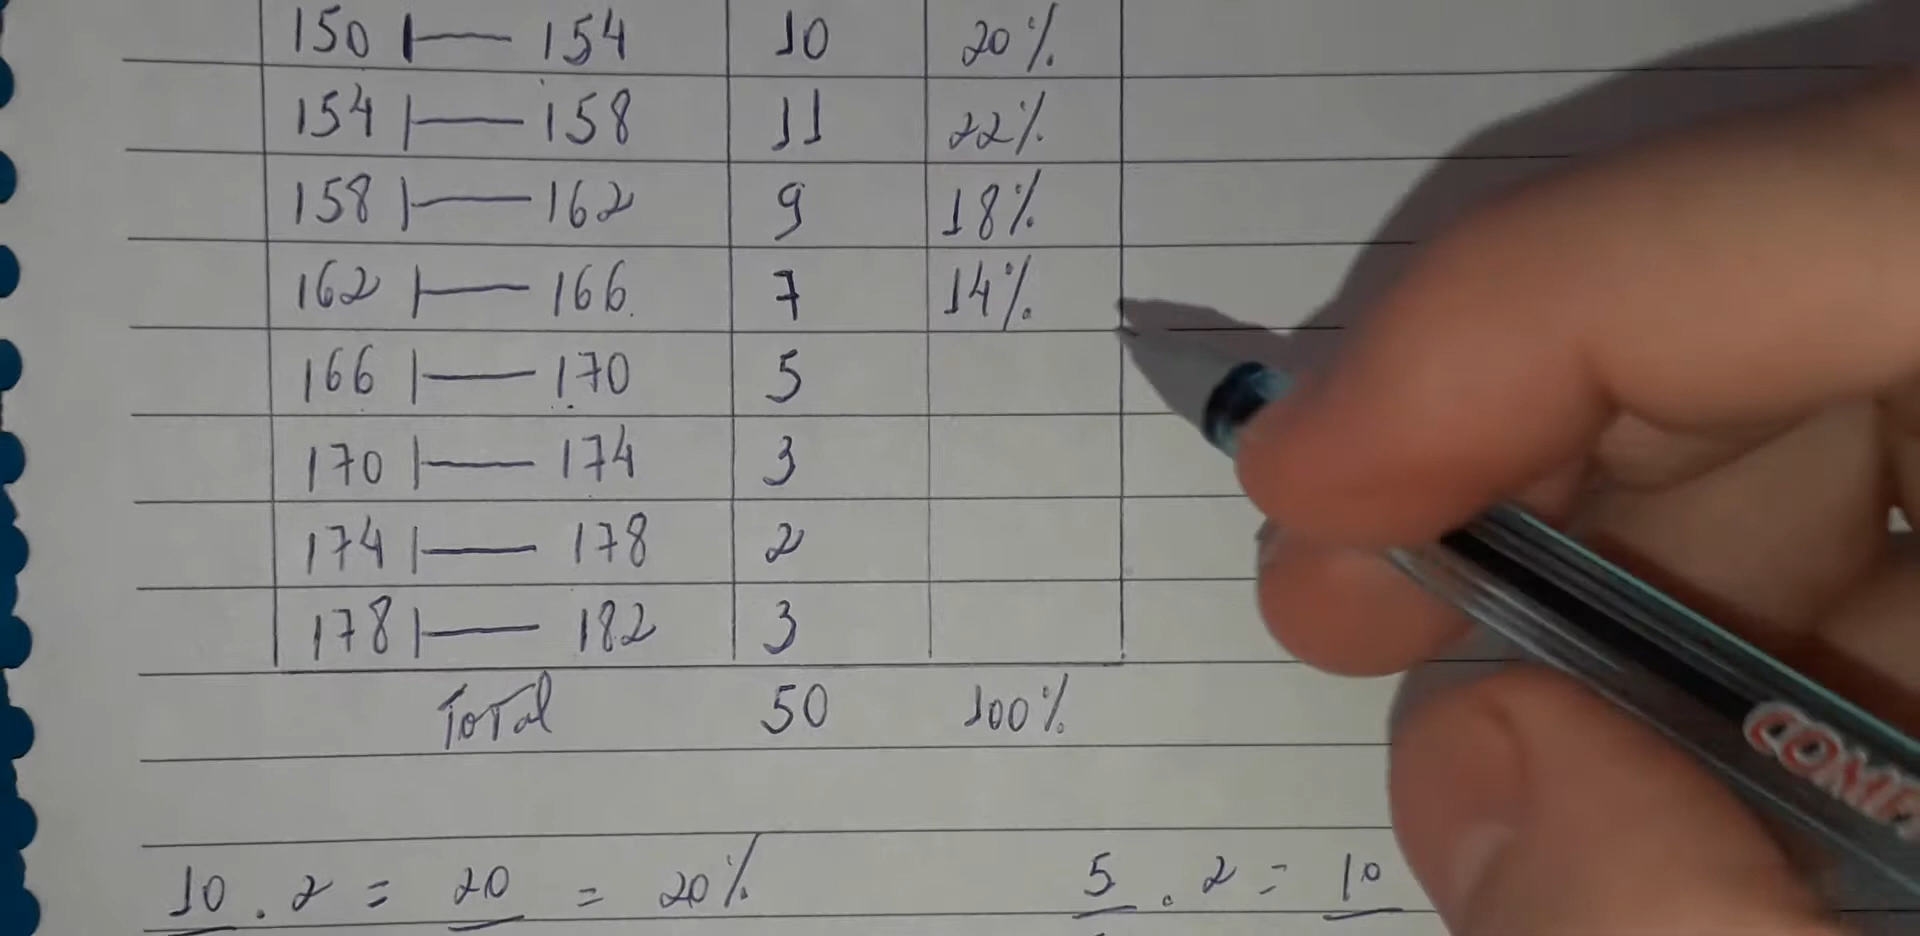 150 |—— 154 10 20%
154 |—— 158 11 22%
158 |—— 162 9 18%
162 |—— 166 7 14%
166 |—— 170 5
170 |—— 174 3
174 |—— 178 2
178 |—— 182 3
Total 50 100%
10 . 2 = 20 = 20% 5 . 2 = 10